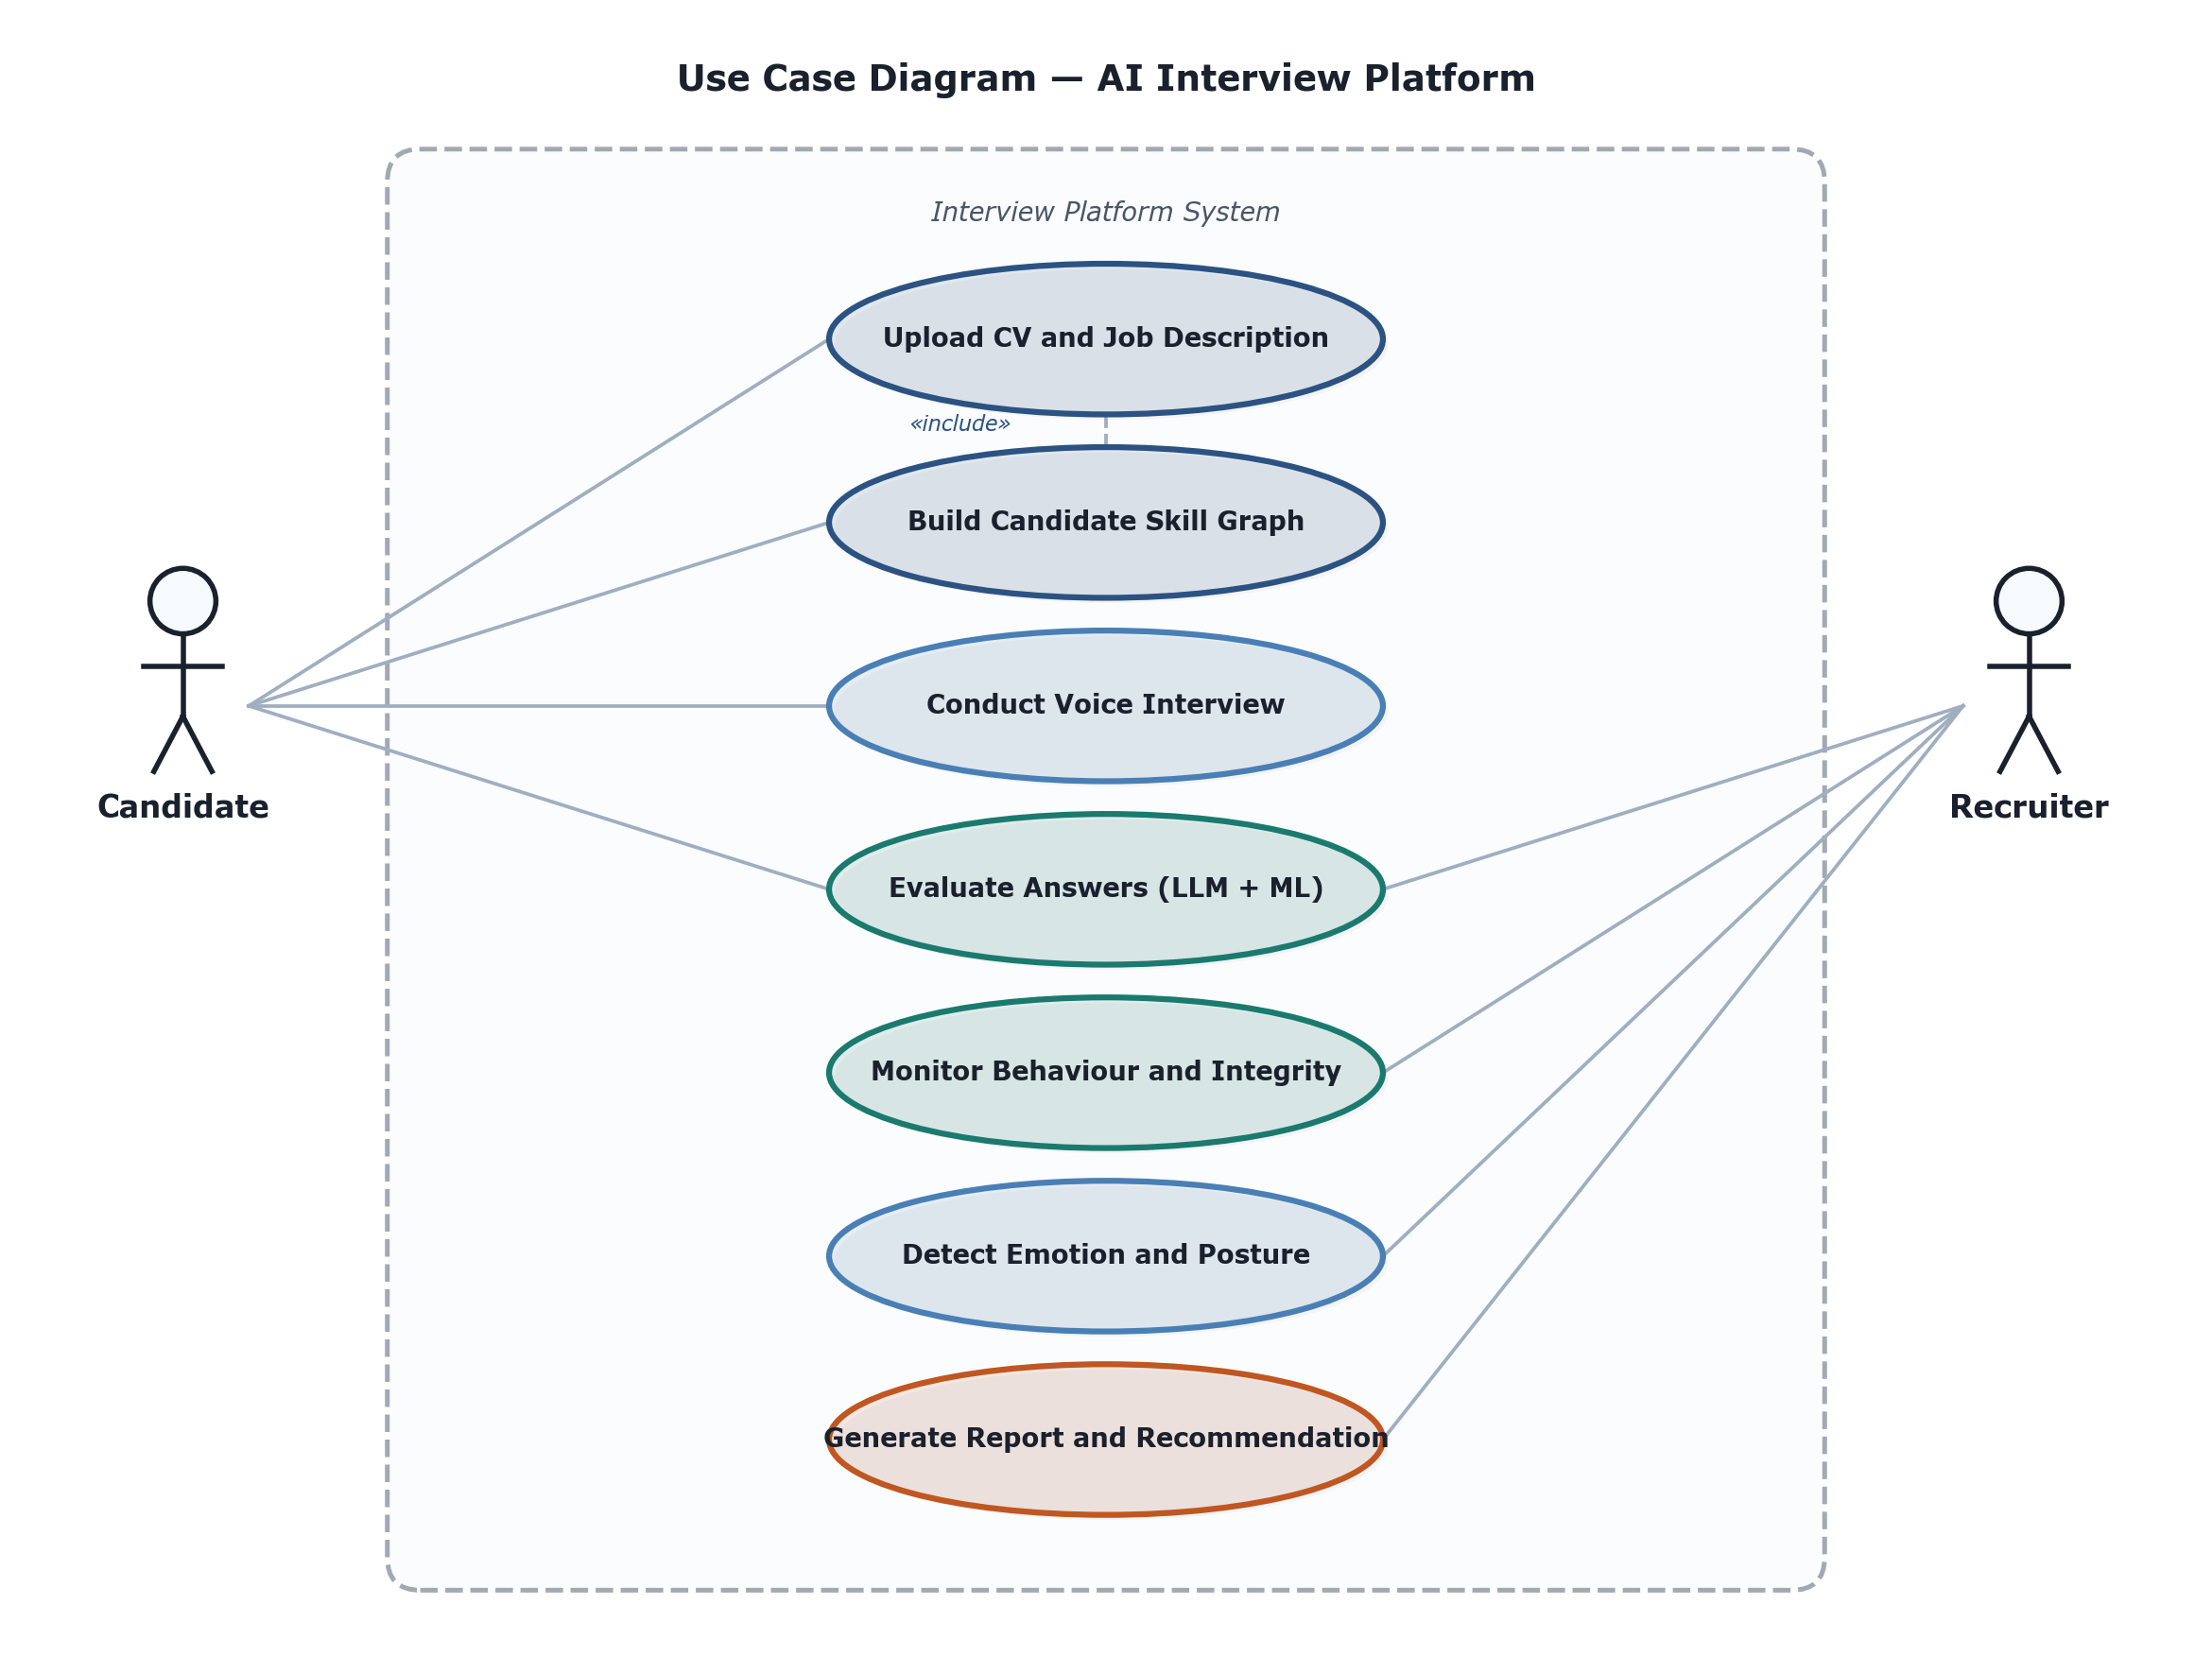 Use Case Diagram — AI Interview Platform
Interview Platform System
Upload CV and Job Description
«include»
Build Candidate Skill Graph
Conduct Voice Interview
Candidate
Recruiter
Evaluate Answers (LLM + ML)
Monitor Behaviour and Integrity
Detect Emotion and Posture
Generate Report and Recommendation